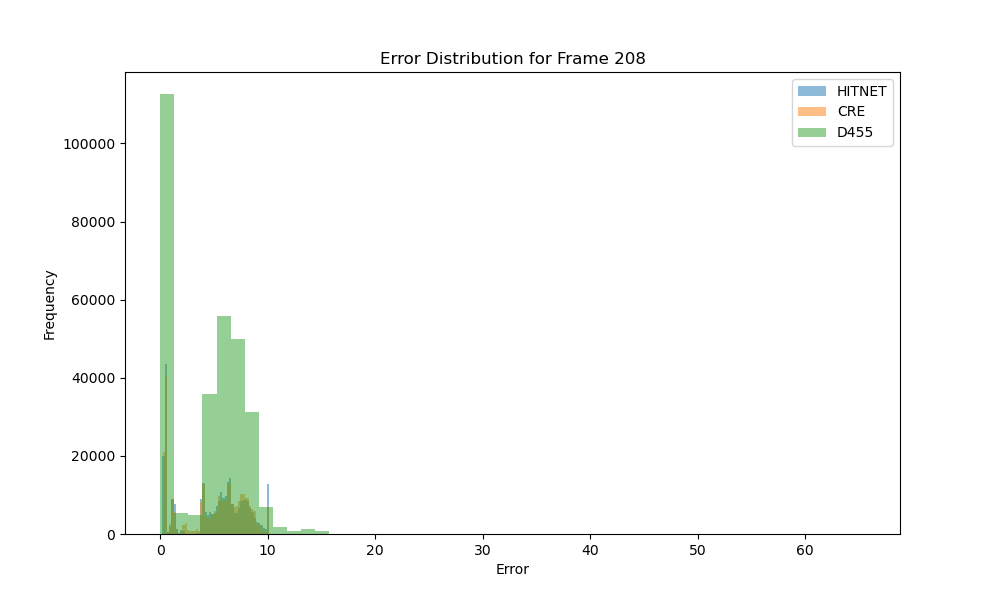 Error Distribution for Frame 208
HITNET
CRE
D455
100000
80000
60000
40000
20000
0
Frequency
0 10 20 30 40 50 60
Error